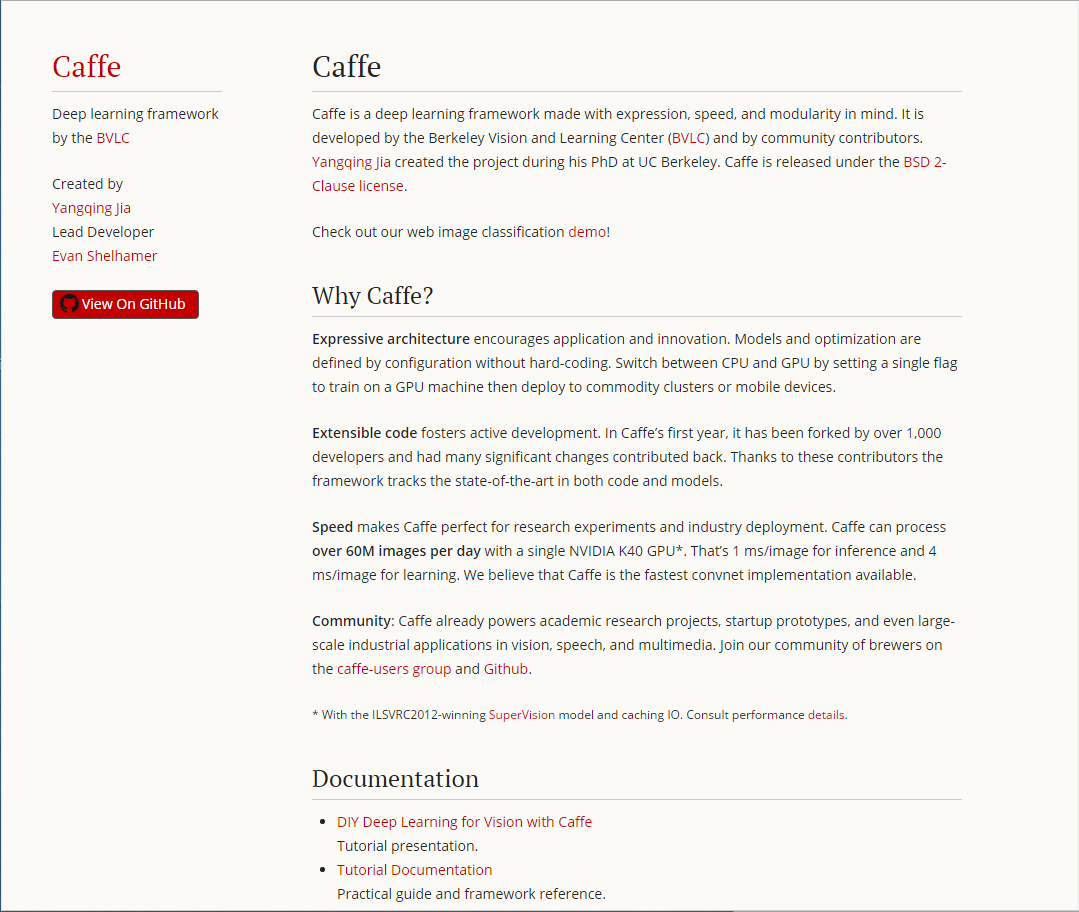 Caffe
Deep learning framework
by the BVLC
Created by
Yangqing Jia
Lead Developer
Evan Shelhamer
View On GitHub
Caffe
Caffe is a deep learning framework made with expression, speed, and modularity in mind. It is
developed by the Berkeley Vision and Learning Center (BVLC) and by community contributors.
Yangqing Jia created the project during his PhD at UC Berkeley. Caffe is released under the BSD 2-
Clause license.
Check out our web image classification demo!
Why Caffe?
Expressive architecture encourages application and innovation. Models and optimization are
defined by configuration without hard-coding. Switch between CPU and GPU by setting a single flag
to train on a GPU machine then deploy to commodity clusters or mobile devices.
Extensible code fosters active development. In Caffe’s first year, it has been forked by over 1,000
developers and had many significant changes contributed back. Thanks to these contributors the
framework tracks the state-of-the-art in both code and models.
Speed makes Caffe perfect for research experiments and industry deployment. Caffe can process
over 60M images per day with a single NVIDIA K40 GPU*. That’s 1 ms/image for inference and 4
ms/image for learning. We believe that Caffe is the fastest convnet implementation available.
Community: Caffe already powers academic research projects, startup prototypes, and even large-
scale industrial applications in vision, speech, and multimedia. Join our community of brewers on
the caffe-users group and Github.
* With the ILSVRC2012-winning SuperVision model and caching IO. Consult performance details.
Documentation
• DIY Deep Learning for Vision with Caffe
Tutorial presentation.
• Tutorial Documentation
Practical guide and framework reference.